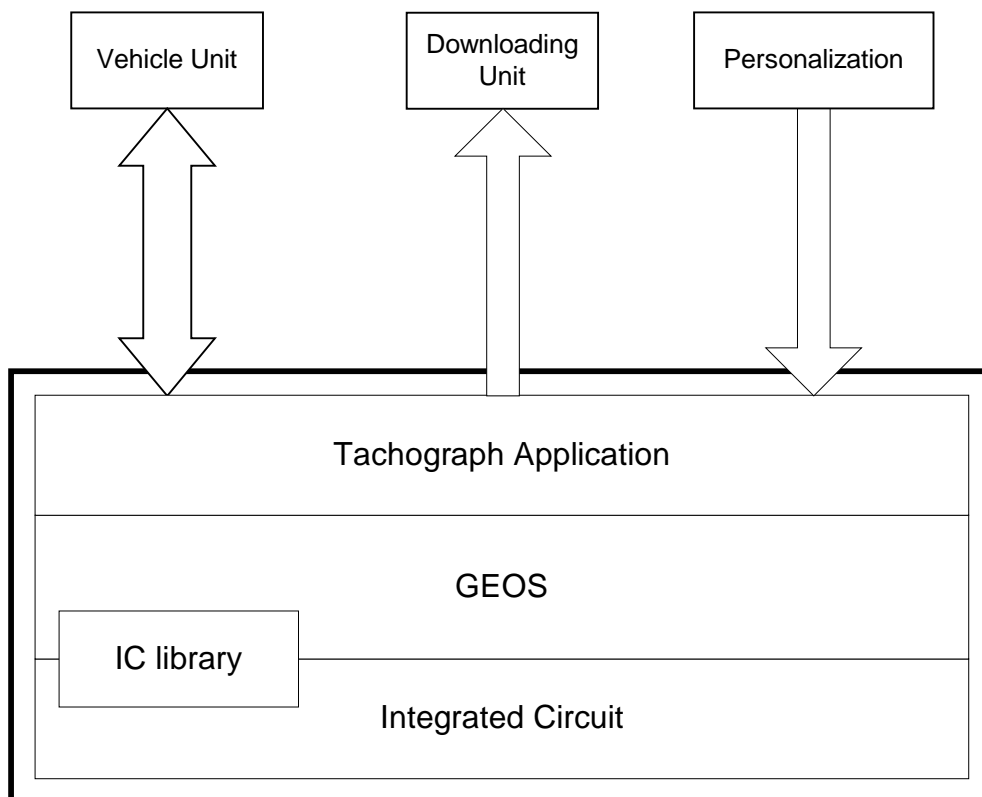 Vehicle Unit
Downloading
Unit
Personalization
Tachograph Application
GEOS
IC library
Integrated Circuit